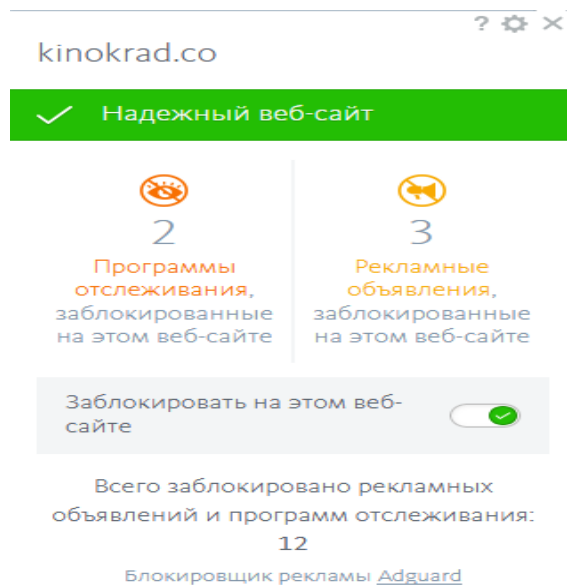 ?
kinokrad.co
Надежный веб-сайт
2
Программы
отслеживания,
заблокированные
на этом веб-сайте
3
Рекламные
объявления,
заблокированные
на этом веб-сайте
Заблокировать на этом веб-
сайте
Всего заблокировано рекламных
объявлений и программ отслеживания:
12
Блокировщик рекламы Adguard